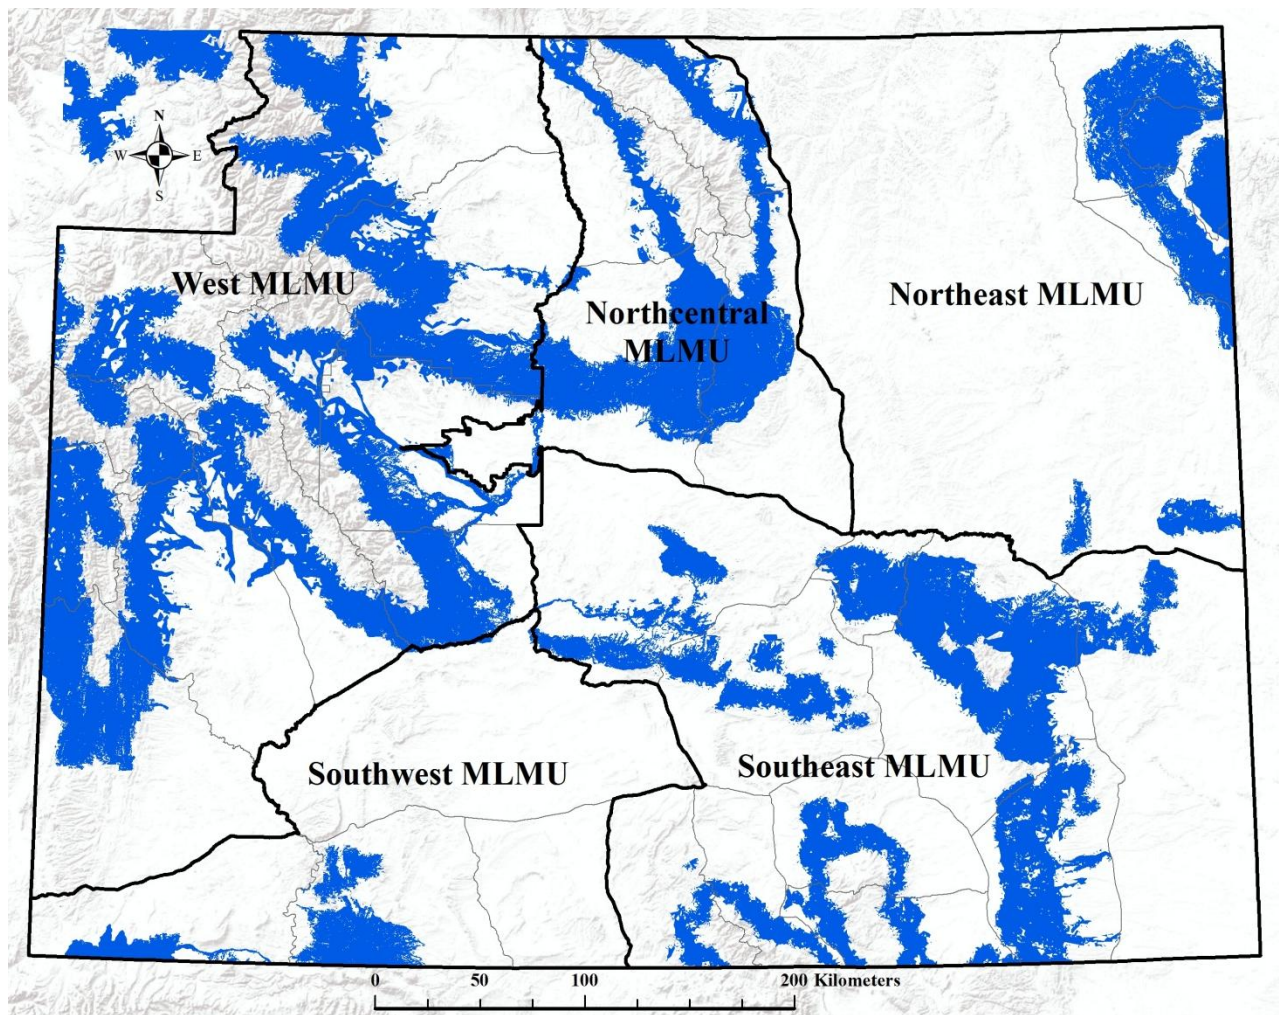 N
W E
S
West MLMU
Northeast MLMU
Northcentral
MLMU
Southwest MLMU
Southeast MLMU
0 50 100 200 Kilometers